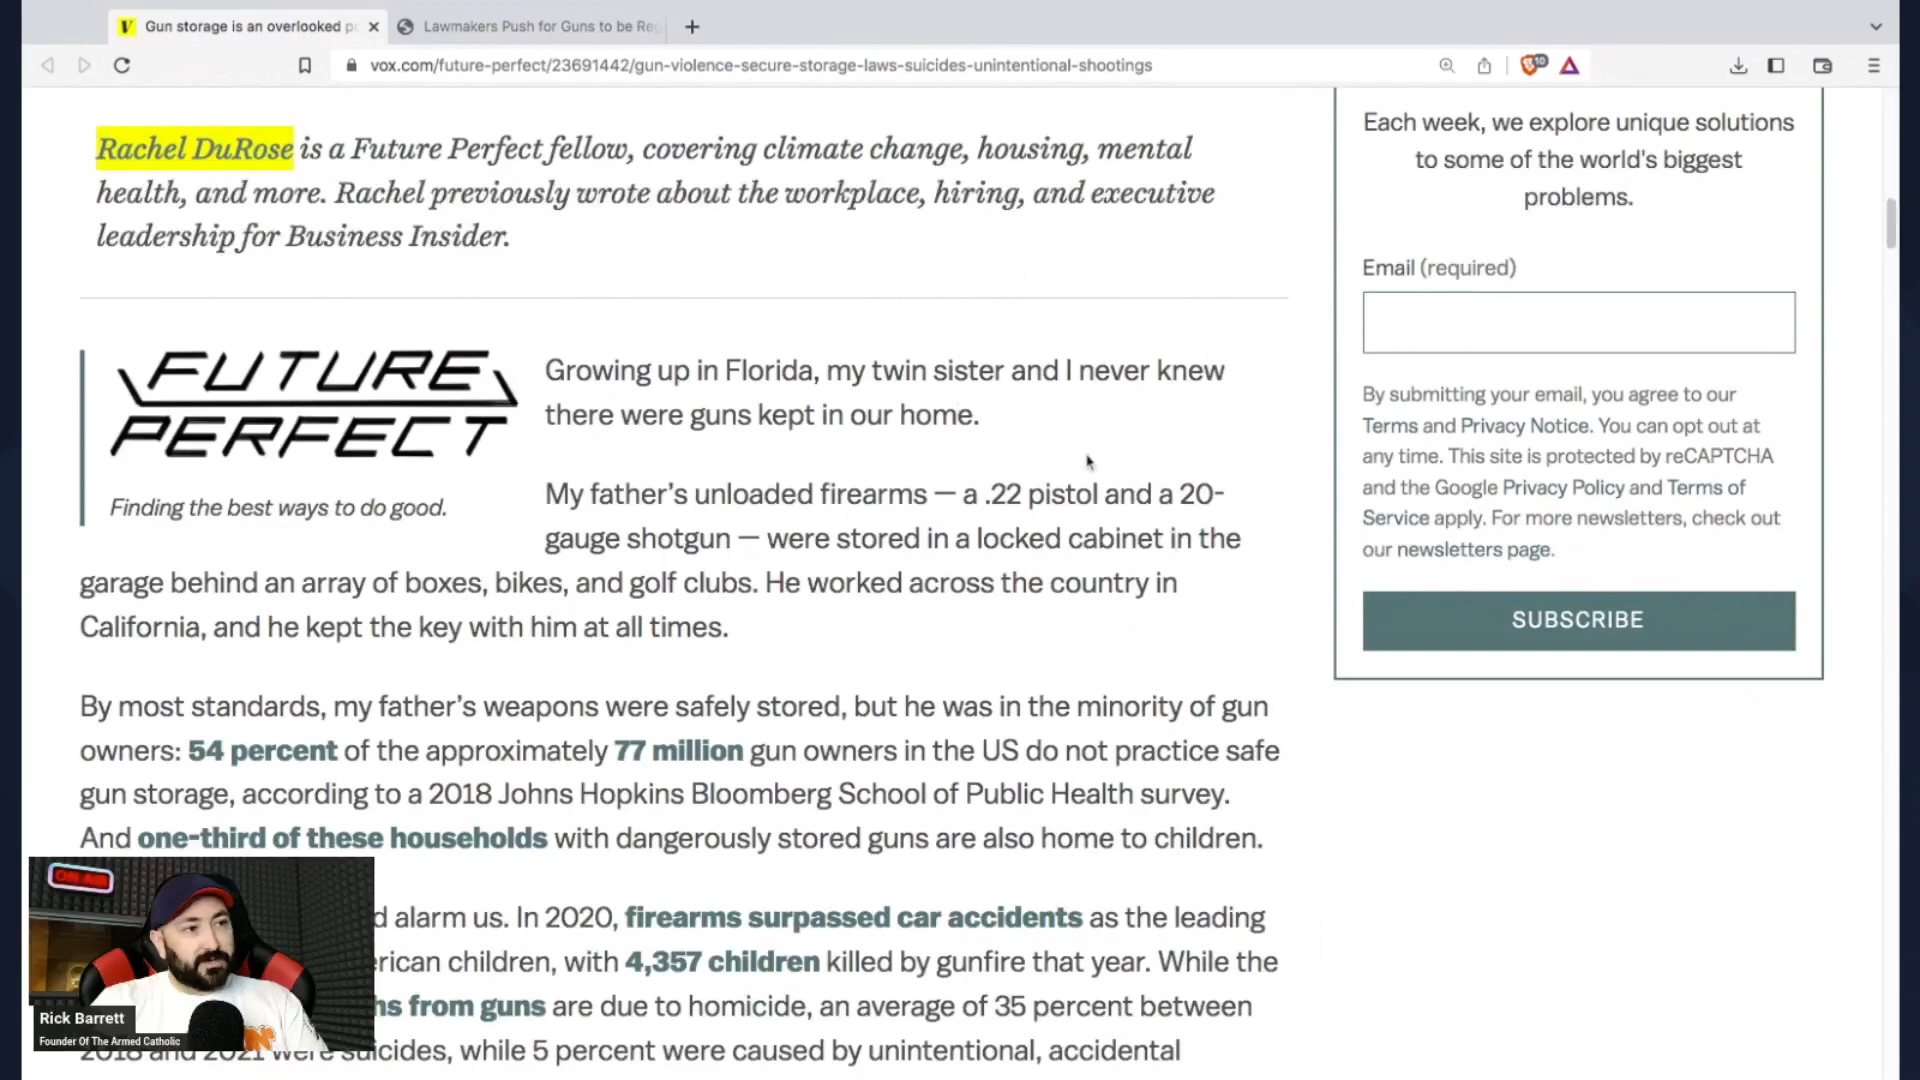 Gun storage is an overlooked
Lawmakers Push for Guns to be Reg
vox.com/future-perfect/23691442/gun-violence-secure-storage-laws-suicides-unintentional-shootings
10
Rachel DuRose is a Future Perfect fellow, covering climate change, housing, mental
health, and more. Rachel previously wrote about the workplace, hiring, and executive
leadership for Business Insider.
FUTURE
PERFECT
Finding the best ways to do good.
Growing up in Florida, my twin sister and I never knew
there were guns kept in our home.
My father's unloaded firearms — a .22 pistol and a 20-
gauge shotgun — were stored in a locked cabinet in the
garage behind an array of boxes, bikes, and golf clubs. He worked across the country in
California, and he kept the key with him at all times.
By most standards, my father's weapons were safely stored, but he was in the minority of gun
owners: 54 percent of the approximately 77 million gun owners in the US do not practice safe
gun storage, according to a 2018 Johns Hopkins Bloomberg School of Public Health survey.
And one-third of these households with dangerously stored guns are also home to children.
d alarm us. In 2020, firearms surpassed car accidents as the leading
rican children, with 4,357 children killed by gunfire that year. While the
hs from guns are due to homicide, an average of 35 percent between
2018 and 2021 were suicides, while 5 percent were caused by unintentional, accidental
Each week, we explore unique solutions
to some of the world's biggest
problems.
Email (required)
By submitting your email, you agree to our
Terms and Privacy Notice. You can opt out at
any time. This site is protected by reCAPTCHA
and the Google Privacy Policy and Terms of
Service apply. For more newsletters, check out
our newsletters page.
SUBSCRIBE
ON AIR
Rick Barrett
Founder Of The Armed Catholic